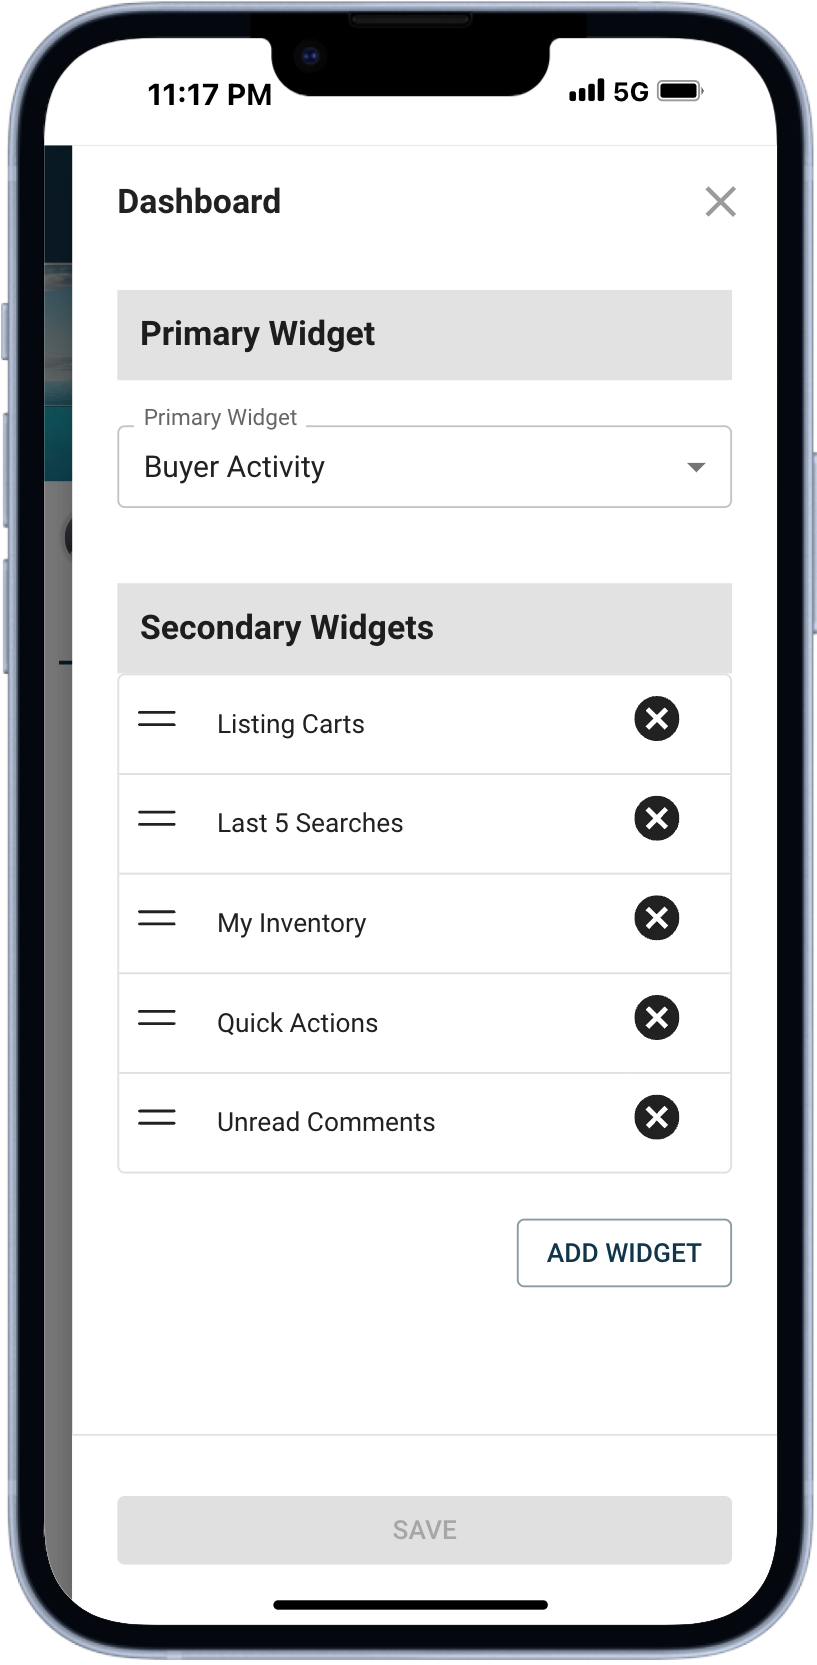 11:17 PM 5G
Dashboard
Primary Widget
Primary Widget
Buyer Activity
Secondary Widgets
Listing Carts
Last 5 Searches
My Inventory
Quick Actions
Unread Comments
ADD WIDGET
SAVE